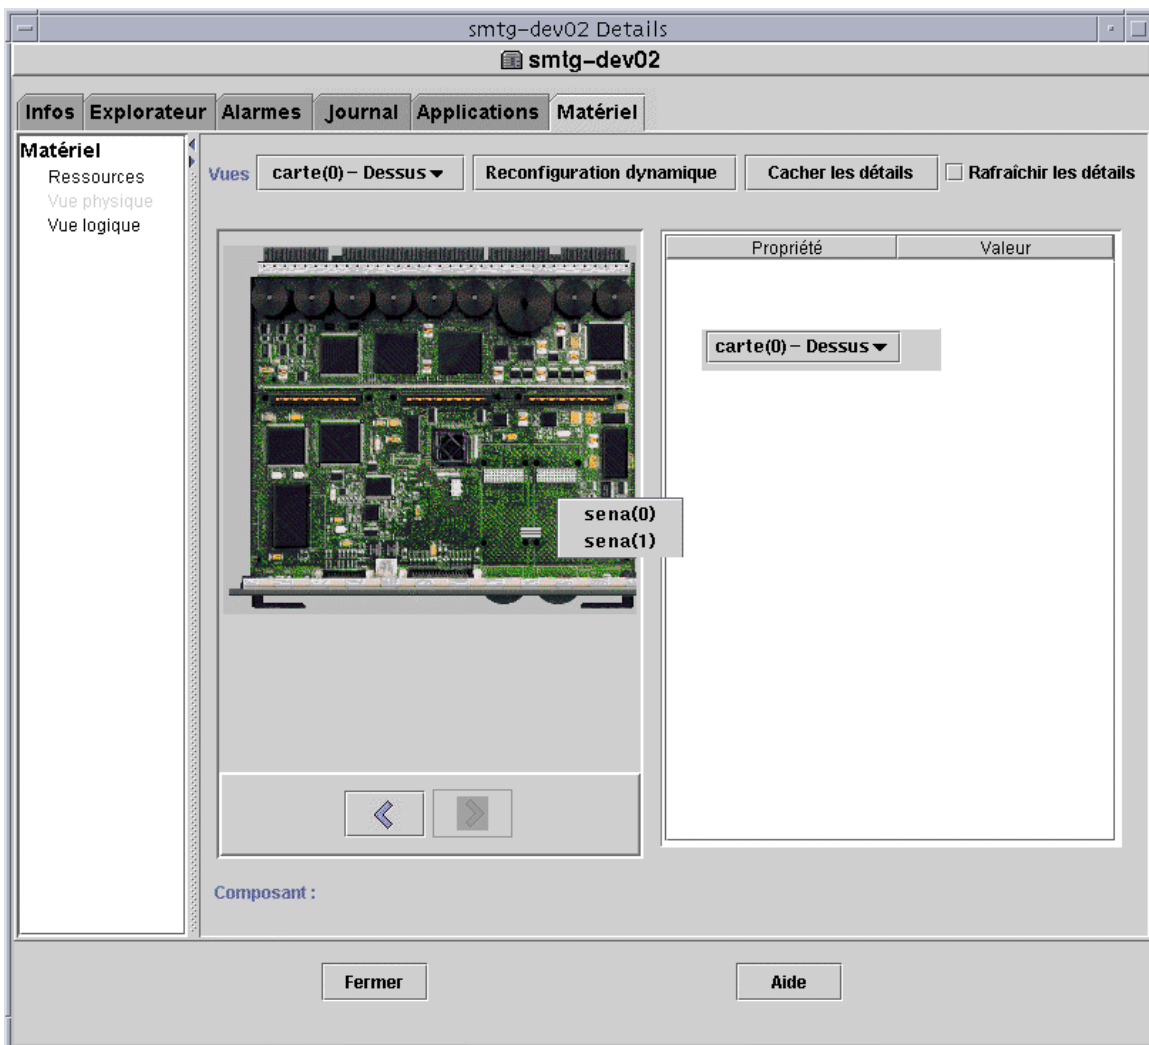 smtg-dev02 Details
smtg-dev02
Infos Explorateur Alarmes Journal Applications Matériel
Matériel
Ressources
Vue physique
Vue logique
Vues carte(0) – Dessus Reconfiguration dynamique Cacher les détails Rafraîchir les détails
Propriété Valeur
carte(0) – Dessus
sena(0)
sena(1)
Composant :
Fermer Aide